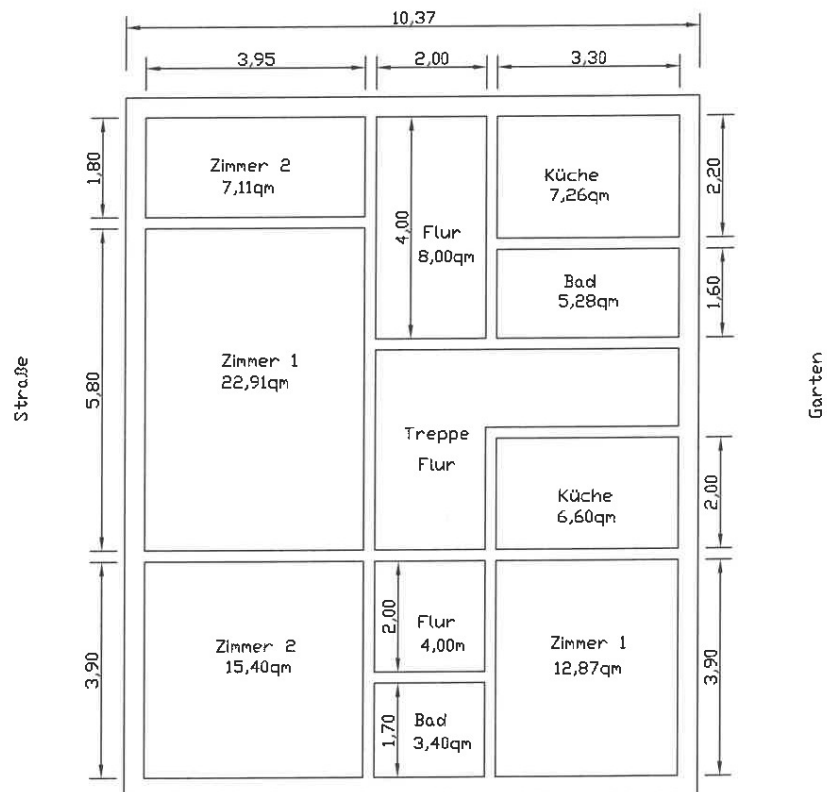 10,37
3,95
2,00
3,30
1,80
Zimmer 2
7,11qm
4,00
Flur
8,00qm
Küche
7,26qm
2,20
Bad
5,28qm
1,60
Straße
5,80
Zimmer 1
22,91qm
Garten
Treppe
Flur
Küche
6,60qm
2,00
3,90
Zimmer 2
15,40qm
2,00
Flur
4,00m
Zimmer 1
12,87qm
3,90
1,70
Bad
3,40qm